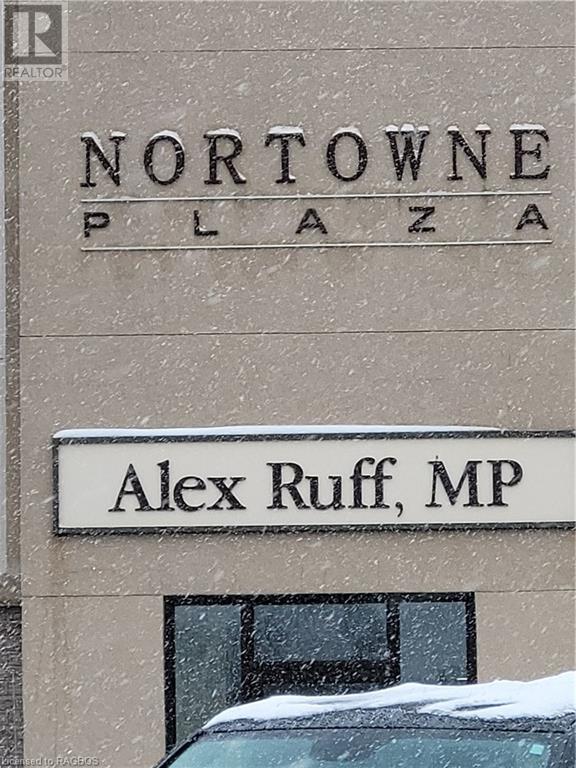 R
REALTOR
NORTOWNE
PLAZA
Alex Ruff, MP
Licensed to RAGBOS